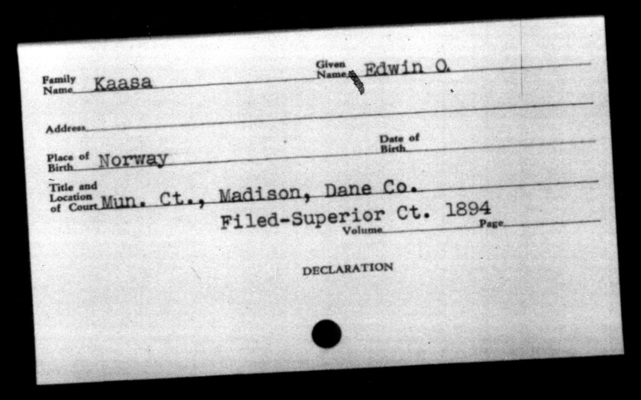 Family Name Kaasa Given Name Edwin O.
Address
Place of Birth Norway Date of Birth
Title and Location of Court Mun. Ct., Madison, Dane Co.
Filed-Superior Ct. 1894
Volume Page
DECLARATION